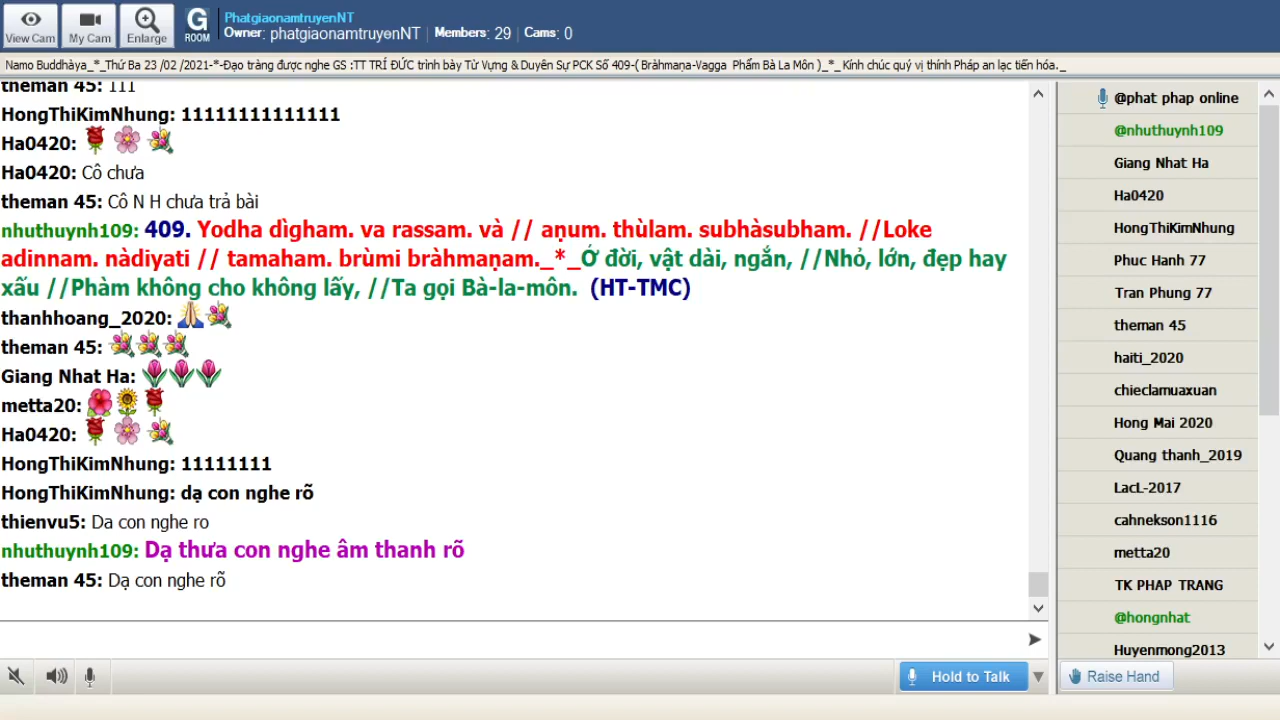 View Cam
My Cam
Enlarge
G
ROOM
PhatgiaonamtruyenNT
Owner: phatgiaonamtruyenNT | Members: 29 | Cams: 0
Namo Buddhàya_*_Thứ Ba 23 /02 /2021-*-Đạo tràng được nghe GS :TT TRÍ ĐỨC trình bày Từ Vựng & Duyên Sự PCK Số 409-( Bràhmaṇa-Vagga Phẩm Bà La Môn )_*_ Kính chúc quý vị thính Pháp an lạc tiến hóa._
theman 45: 111
HongThiKimNhung: 11111111111111
Ha0420:
Ha0420: Cô chưa
theman 45: Cô N H chưa trả bài
nhuthuynh109: 409. Yodha dìgham. va rassam. và // aṇum. thùlam. subhàsubham. //Loke
adinnam. nàdiyati // tamaham. brùmi bràhmaṇam._*_Ở đời, vật dài, ngắn, //Nhỏ, lớn, đẹp hay
xấu //Phàm không cho không lấy, //Ta gọi Bà-la-môn. (HT-TMC)
thanhhoang_2020:
theman 45:
Giang Nhat Ha:
metta20:
Ha0420:
HongThiKimNhung: 11111111
HongThiKimNhung: dạ con nghe rõ
thienvu5: Da con nghe ro
nhuthuynh109: Dạ thưa con nghe âm thanh rõ
theman 45: Dạ con nghe rõ
@phat phap online
@nhuthuynh109
Giang Nhat Ha
Ha0420
HongThiKimNhung
Phuc Hanh 77
Tran Phung 77
theman 45
haiti_2020
chieclamuaxuan
Hong Mai 2020
Quang thanh_2019
LacL-2017
cahnekson1116
metta20
TK PHAP TRANG
@hongnhat
Huyenmong2013
Hold to Talk
Raise Hand